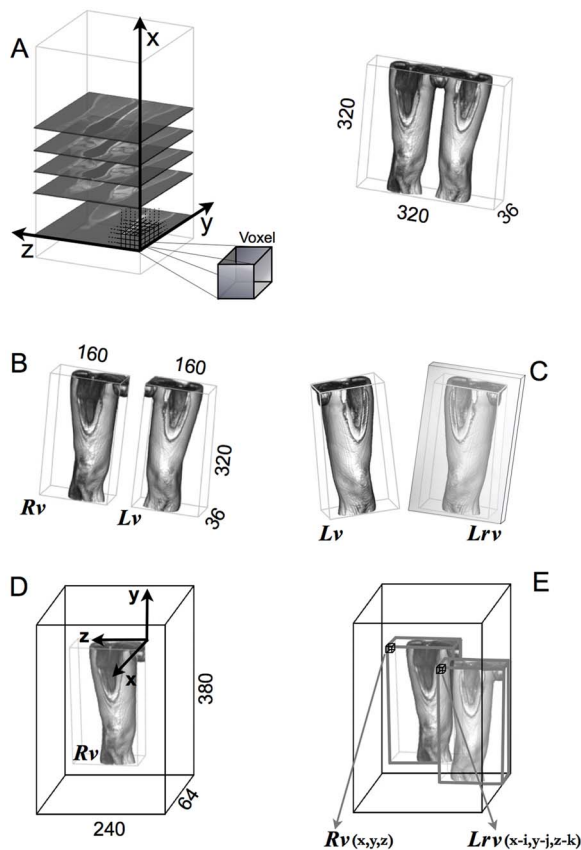 A
x
y
z
Voxel
320
320
36
B
160
160
320
36
Rv
Lv
C
Lv
Lrv
D
y
z
x
Rv
380
64
240
E
Rv(x,y,z)
Lrv(x-i,y-j,z-k)